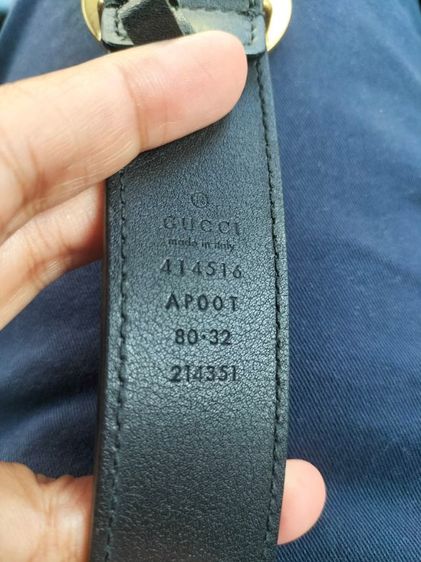 GUCCI
made in italy
414516
AP00T
80·32
214351